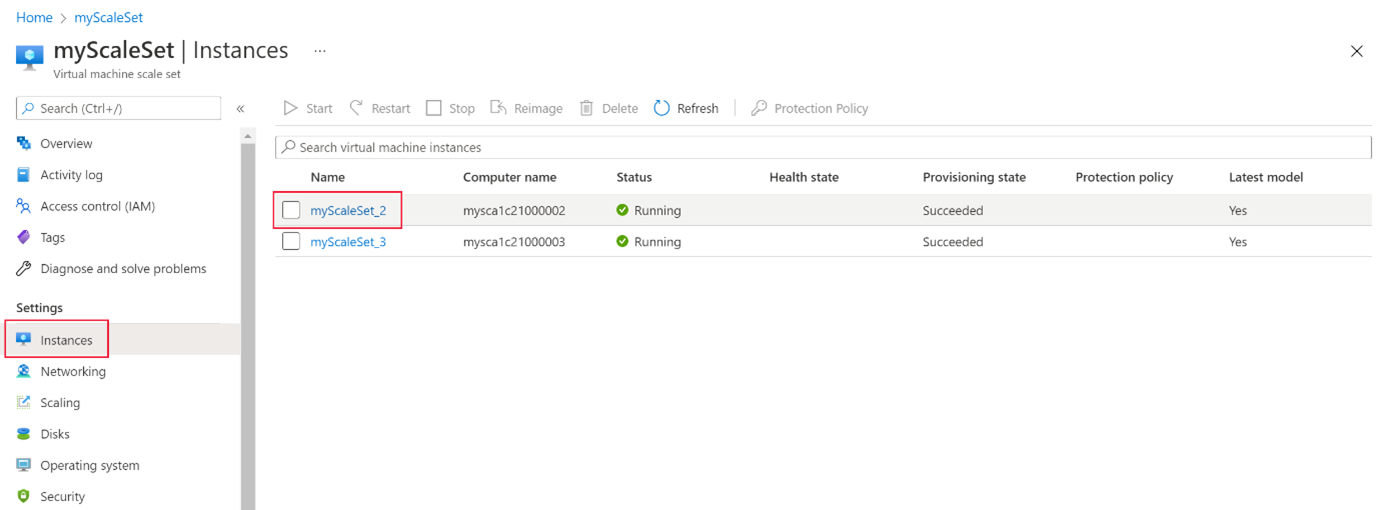 Home > myScaleSet
myScaleSet | Instances ...
Virtual machine scale set
Search (Ctrl+/) «
Start Restart Stop Reimage Delete Refresh Protection Policy
Overview
Activity log
Access control (IAM)
Tags
Diagnose and solve problems
Settings
Instances
Networking
Scaling
Disks
Operating system
Security
Search virtual machine instances
Name Computer name Status Health state Provisioning state Protection policy Latest model
myScaleSet_2 mysca1c21000002 Running Succeeded Yes
myScaleSet_3 mysca1c21000003 Running Succeeded Yes